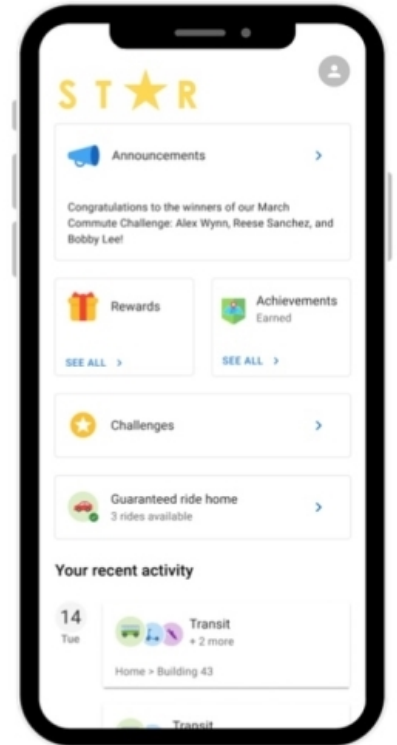 STAR
Announcements
Congratulations to the winners of our March
Commute Challenge: Alex Wynn, Reese Sanchez, and
Bobby Lee!
Rewards
SEE ALL
Achievements
Earned
SEE ALL
Challenges
Guaranteed ride home
3 rides available
Your recent activity
14
Tue
Transit
+ 2 more
Home > Building 43
Transit